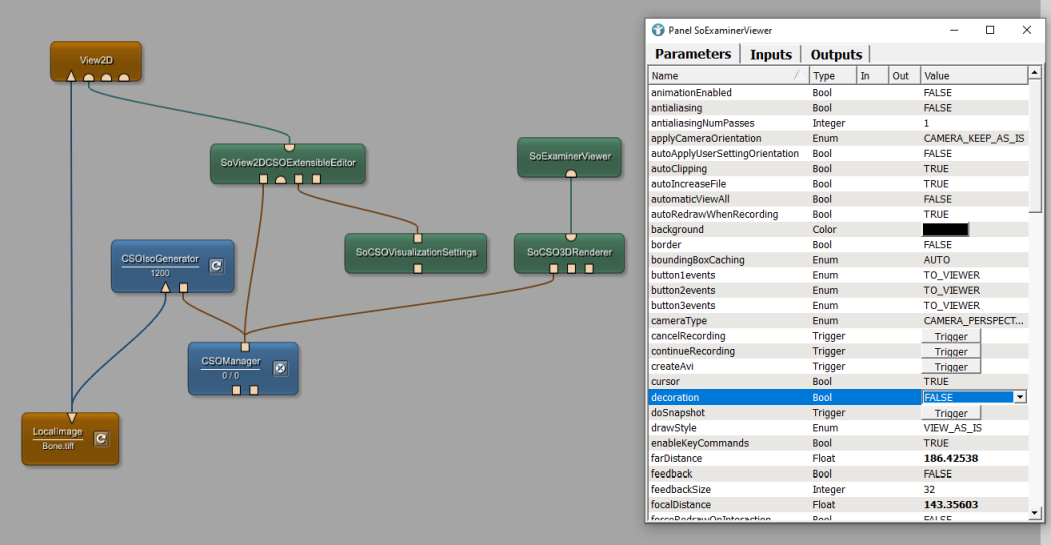 View2D
SoView2DCSOExtensibleEditor
SoExaminerViewer
CSOIsoGenerator
1200
SoCSOVisualizationSettings
SoCSO3DRenderer
CSOManager
0 / 0
LocalImage
Bone.tiff
Panel SoExaminerViewer
Parameters Inputs Outputs
Name Type In Out Value
animationEnabled Bool FALSE
antialiasing Bool FALSE
antialiasingNumPasses Integer 1
applyCameraOrientation Enum CAMERA_KEEP_AS_IS
autoApplyUserSettingOrientation Bool FALSE
autoClipping Bool TRUE
autoIncreaseFile Bool TRUE
automaticViewAll Bool FALSE
autoRedrawWhenRecording Bool TRUE
background Color
border Bool FALSE
boundingBoxCaching Enum AUTO
button1events Enum TO_VIEWER
button2events Enum TO_VIEWER
button3events Enum TO_VIEWER
cameraType Enum CAMERA_PERSPECT...
cancelRecording Trigger Trigger
continueRecording Trigger Trigger
createAvi Trigger Trigger
cursor Bool TRUE
decoration Bool FALSE
doSnapshot Trigger Trigger
drawStyle Enum VIEW_AS_IS
enableKeyCommands Bool TRUE
farDistance Float 186.42538
feedback Bool FALSE
feedbackSize Integer 32
focalDistance Float 143.35603
forceRedrawOnInteraction Bool FALSE